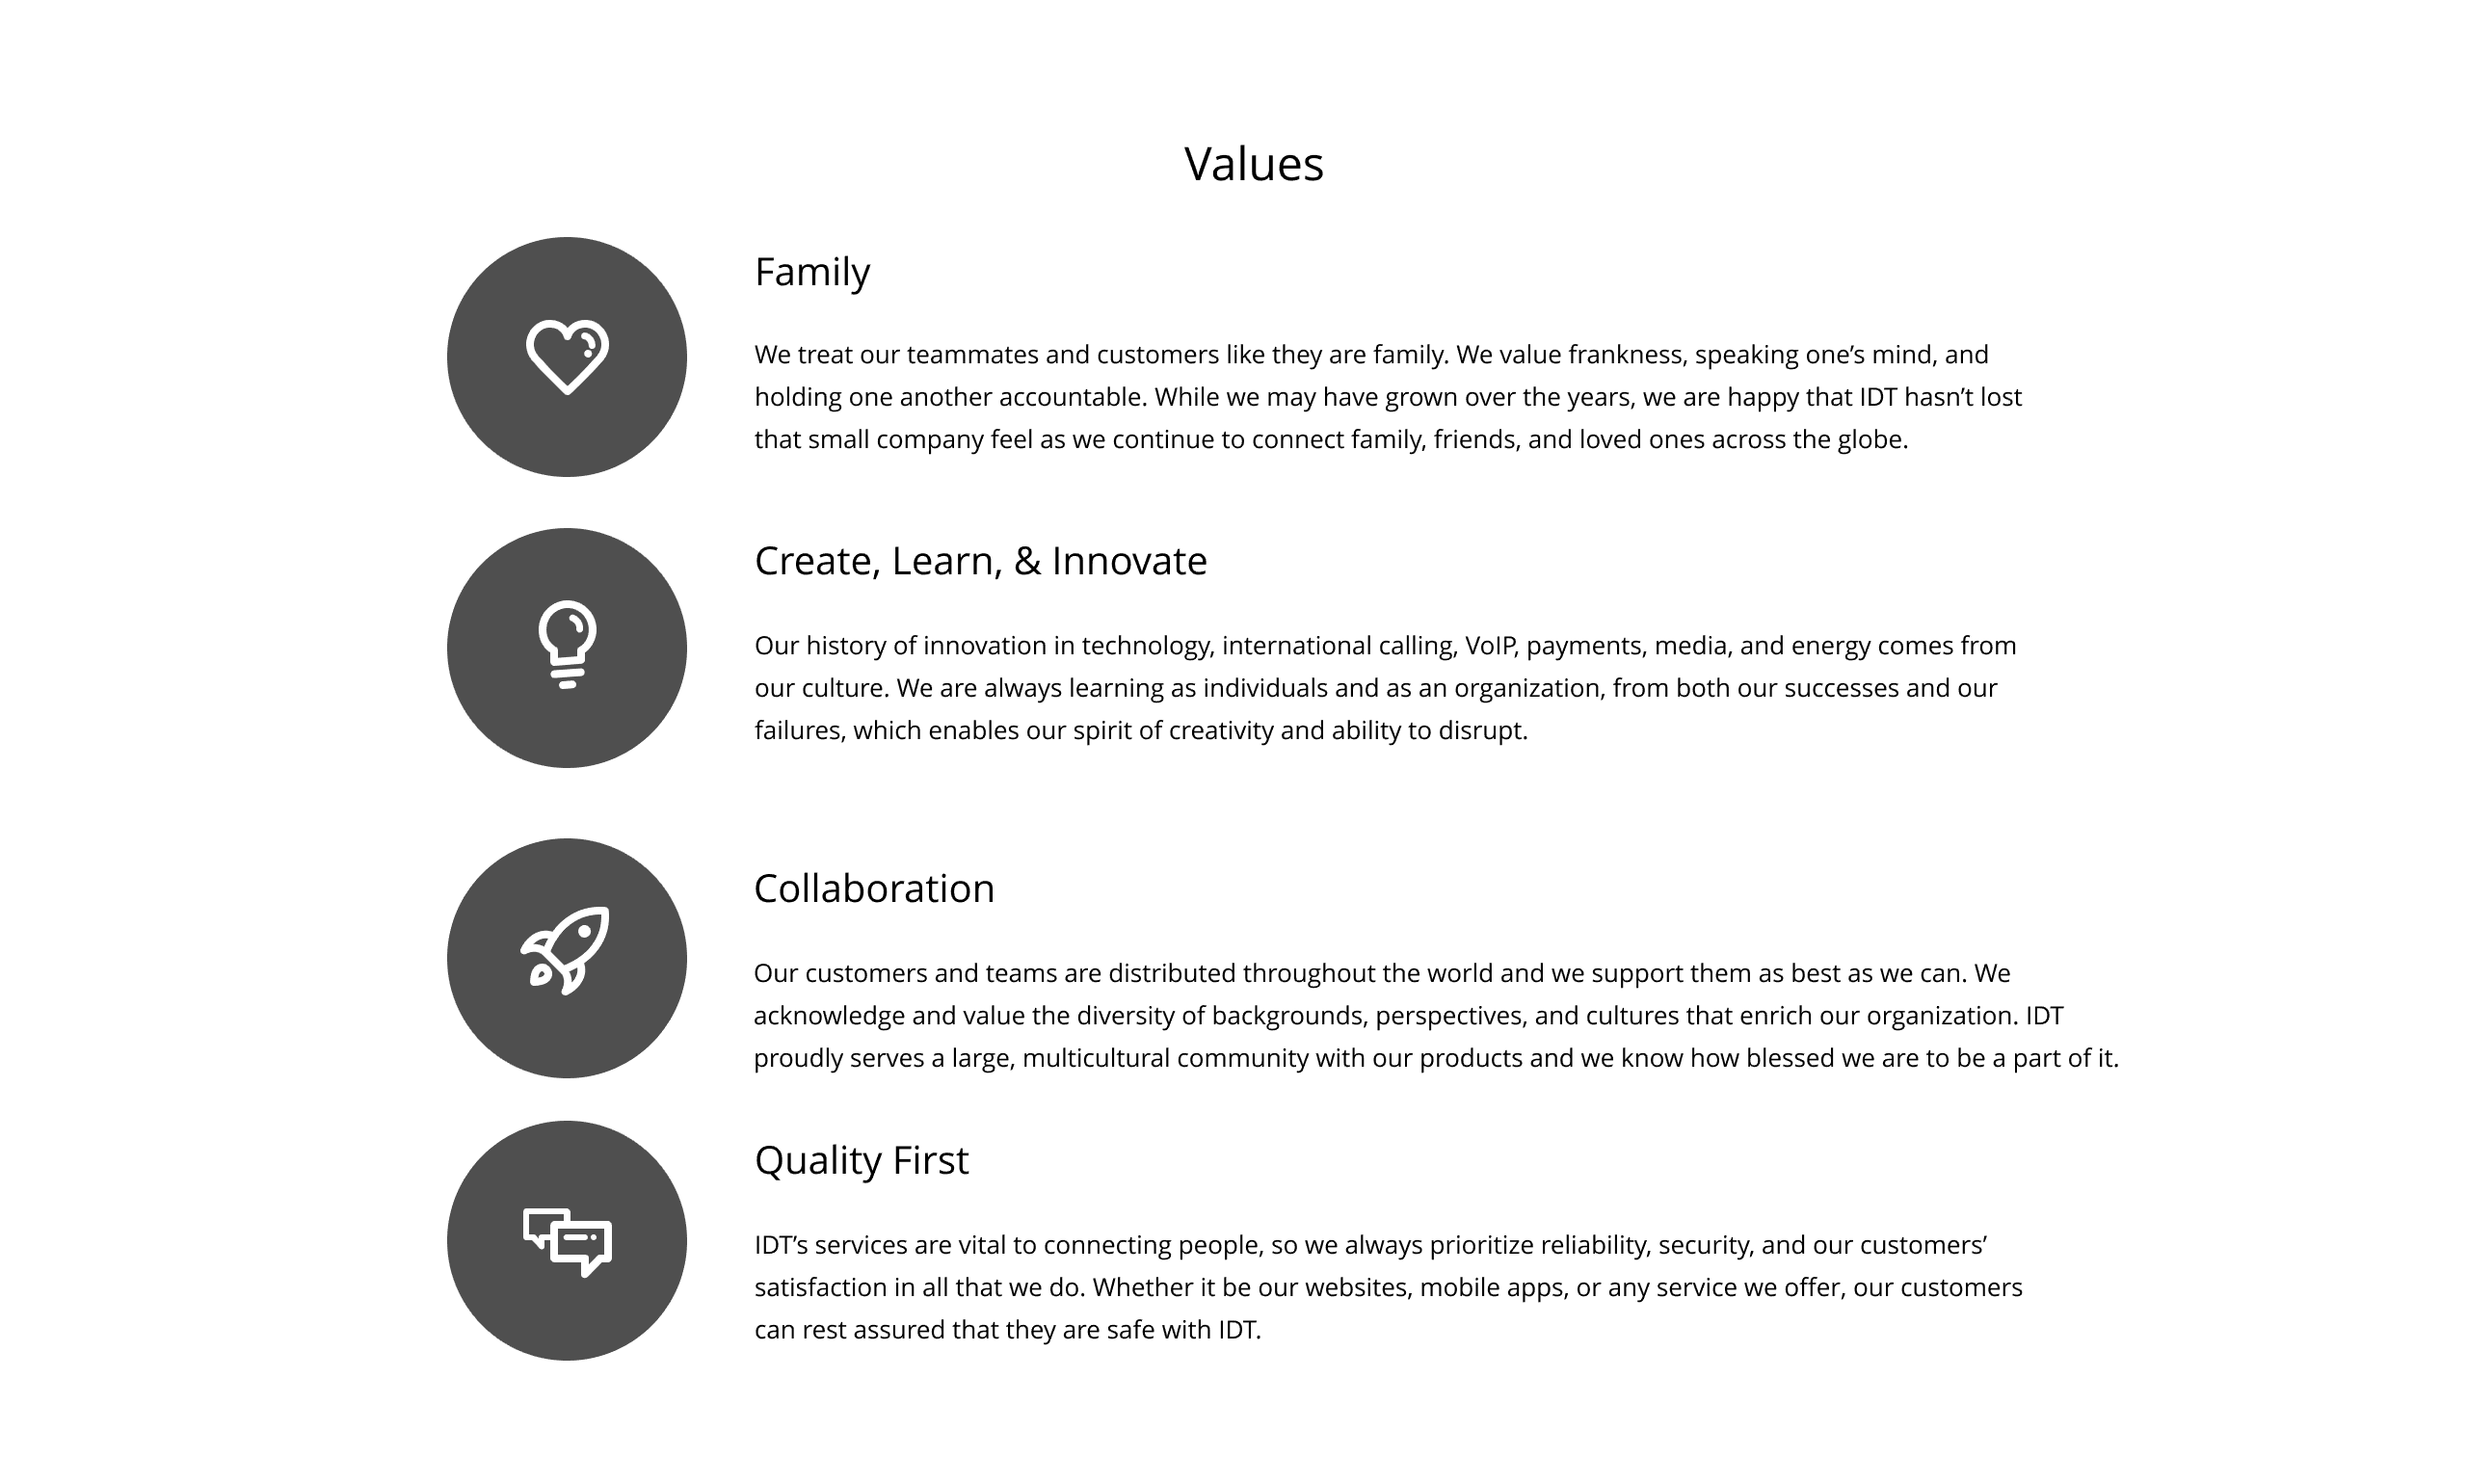 Values
Family
We treat our teammates and customers like they are family. We value frankness, speaking one’s mind, and
holding one another accountable. While we may have grown over the years, we are happy that IDT hasn’t lost
that small company feel as we continue to connect family, friends, and loved ones across the globe.
Create, Learn, & Innovate
Our history of innovation in technology, international calling, VoIP, payments, media, and energy comes from
our culture. We are always learning as individuals and as an organization, from both our successes and our
failures, which enables our spirit of creativity and ability to disrupt.
Collaboration
Our customers and teams are distributed throughout the world and we support them as best as we can. We
acknowledge and value the diversity of backgrounds, perspectives, and cultures that enrich our organization. IDT
proudly serves a large, multicultural community with our products and we know how blessed we are to be a part of it.
Quality First
IDT’s services are vital to connecting people, so we always prioritize reliability, security, and our customers’
satisfaction in all that we do. Whether it be our websites, mobile apps, or any service we offer, our customers
can rest assured that they are safe with IDT.